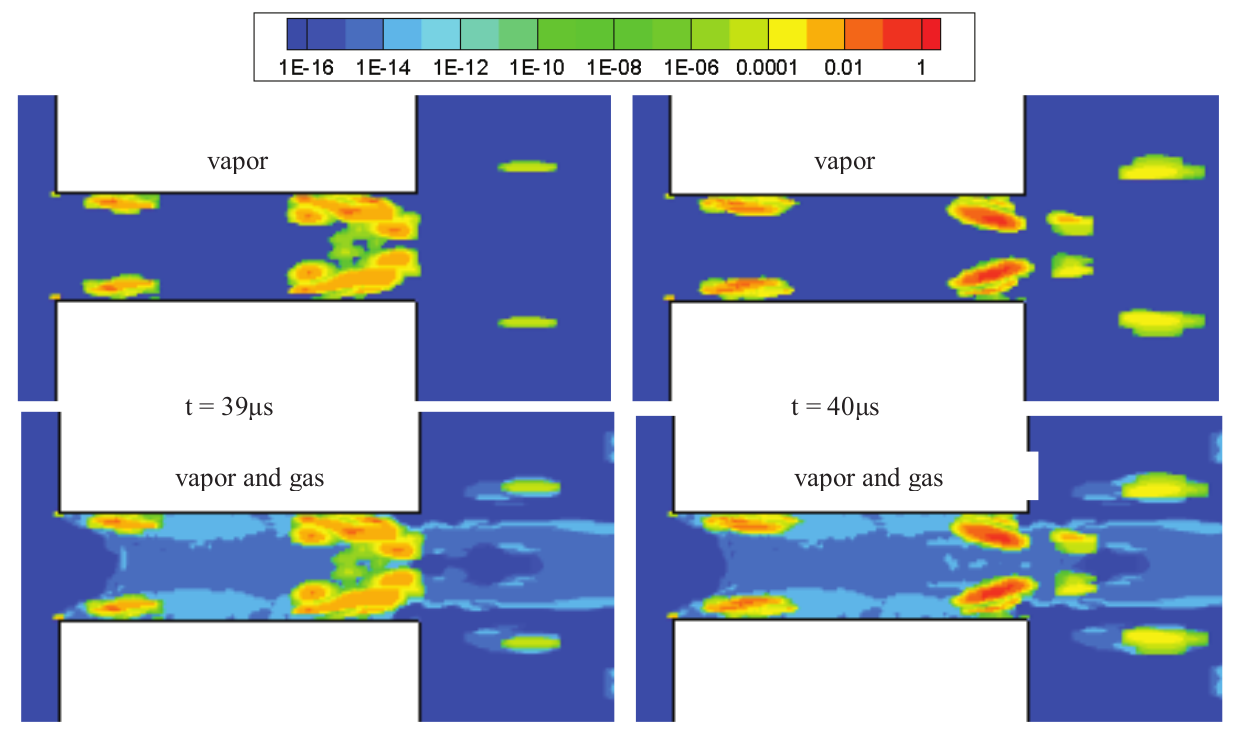 1E-16 1E-14 1E-12 1E-10 1E-08 1E-06 0.0001 0.01 1
vapor vapor
t = 39μs t = 40μs
vapor and gas vapor and gas